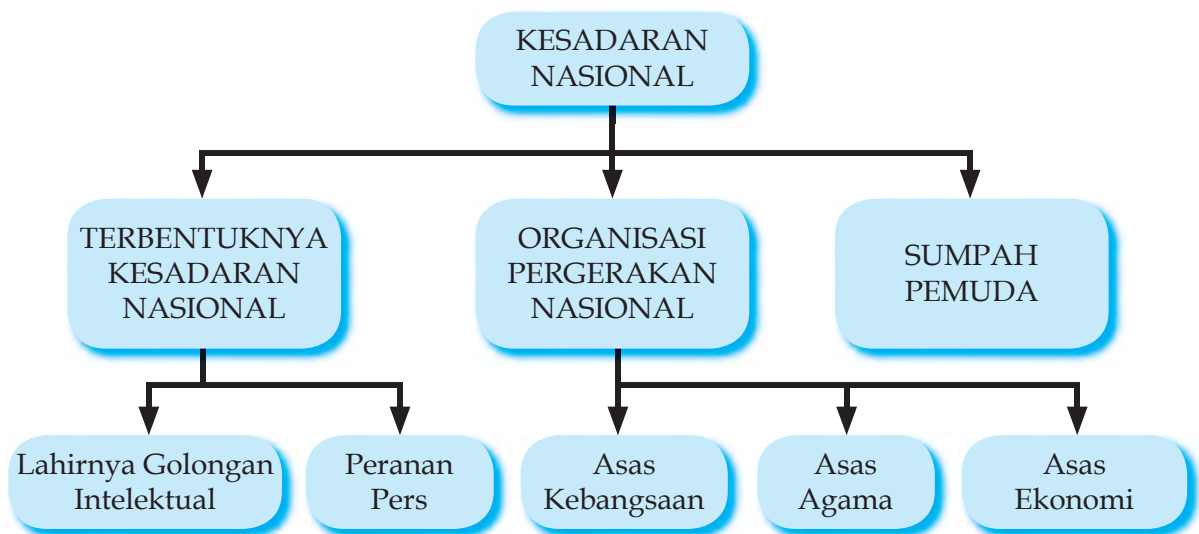 KESADARAN
NASIONAL
TERBENTUKNYA
KESADARAN
NASIONAL
ORGANISASI
PERGERAKAN
NASIONAL
SUMPAH
PEMUDA
Lahirnya Golongan
Intelektual
Peranan
Pers
Asas
Kebangsaan
Asas
Agama
Asas
Ekonomi